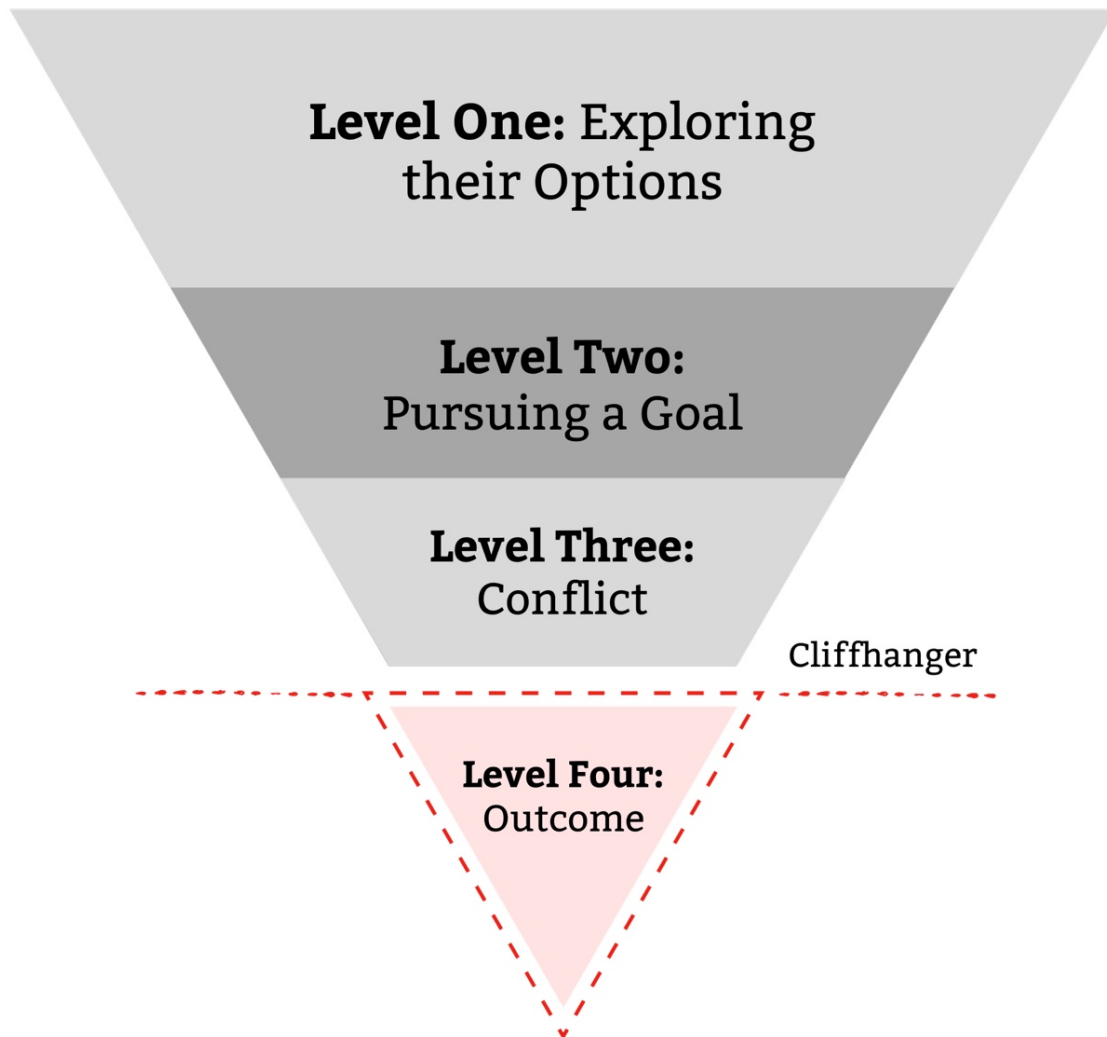 Level One: Exploring
their Options
Level Two:
Pursuing a Goal
Level Three:
Conflict
Cliffhanger
Level Four:
Outcome